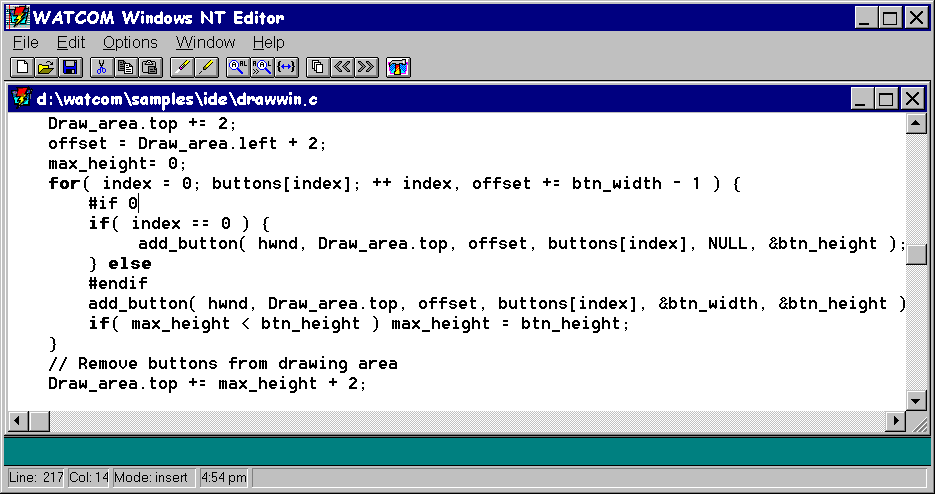 WATCOM Windows NT Editor
File Edit Options Window Help
d:\watcom\samples\ide\drawwin.c
Draw_area.top += 2;
offset = Draw_area.left + 2;
max_height= 0;
for( index = 0; buttons[index]; ++ index, offset += btn_width - 1 ) {
#if 0
if( index == 0 ) {
add_button( hwnd, Draw_area.top, offset, buttons[index], NULL, &btn_height );
} else
#endif
add_button( hwnd, Draw_area.top, offset, buttons[index], &btn_width, &btn_height )
if( max_height < btn_height ) max_height = btn_height;
}
// Remove buttons from drawing area
Draw_area.top += max_height + 2;
Line: 217 Col: 14 Mode: insert 4:54 pm